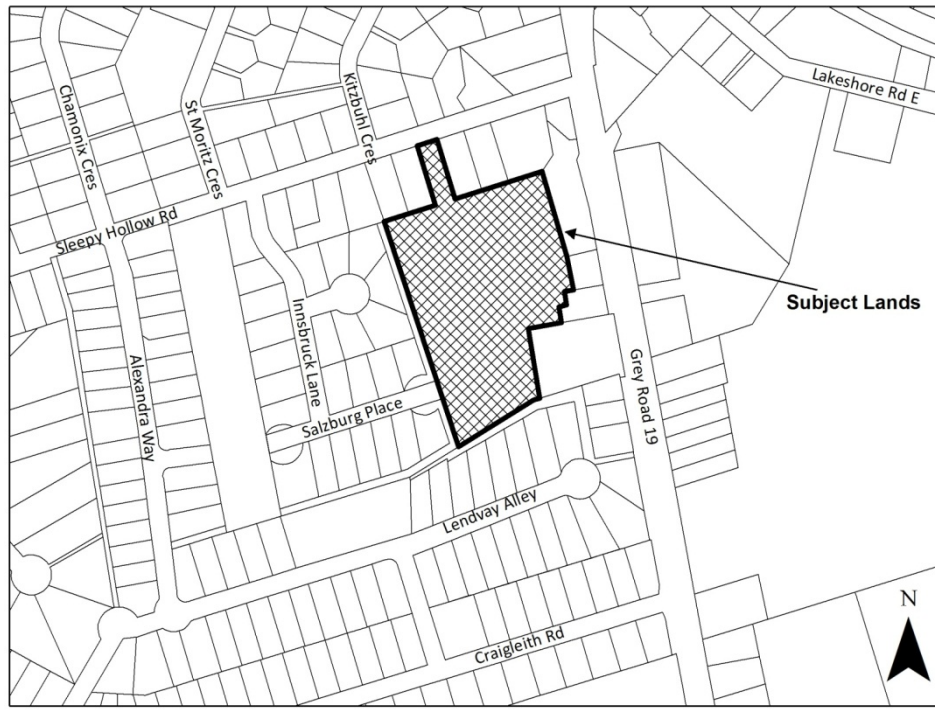 Lakeshore Rd E
Chamonix Cres
St Moritz Cres
Kitzbuhl Cres
Sleepy Hollow Rd
Subject Lands
Innsbruck Lane
Alexandra Way
Salzburg Place
Grey Road 19
Lendvay Alley
Craigleith Rd
N